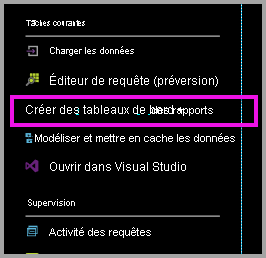 Tâches courantes
Charger les données
Éditeur de requête (préversion)
Créer des tableaux de bord rapports
Modéliser et mettre en cache les données
Ouvrir dans Visual Studio
Supervision
Activité des requêtes